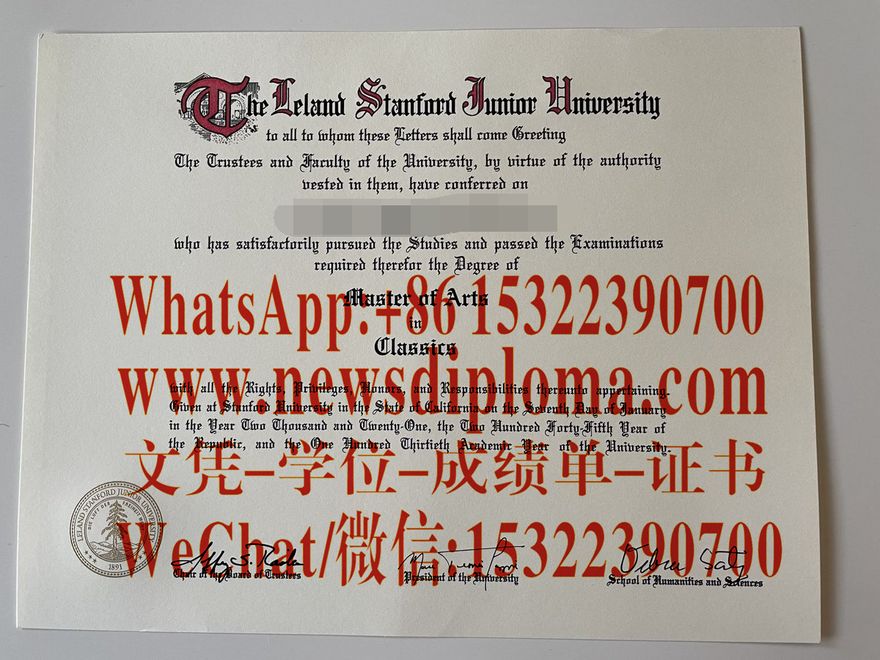 The Leland Stanford Junior University
to all to whom these Letters shall come Greeting
The Trustees and Faculty of the University, by virtue of the authority
vested in them, have conferred on
who has satisfactorily pursued the Studies and passed the Examinations
required therefor the Degree of
Master of Arts
WhatsApp:+86 15322390700
in
Classics
www.newsdiploma.com
with all the Rights, Privileges, Honors, and Responsibilities thereunto appertaining.
Given at Stanford University in the State of California on the Seventh Day of January
in the Year Two Thousand and Twenty-One, the Two Hundred Forty-Fifth Year of
the Republic, and the One Hundred Thirtieth Academic Year of the University.
文凭-学位-成绩单-证书
LELAND STANFORD JUNIOR UNIVERSITY
DIE LUFT DER FREIHEIT WEHT
1891
WeChat/微信:15322390700
Chair of the Board of Trustees
President of the University
School of Humanities and Sciences